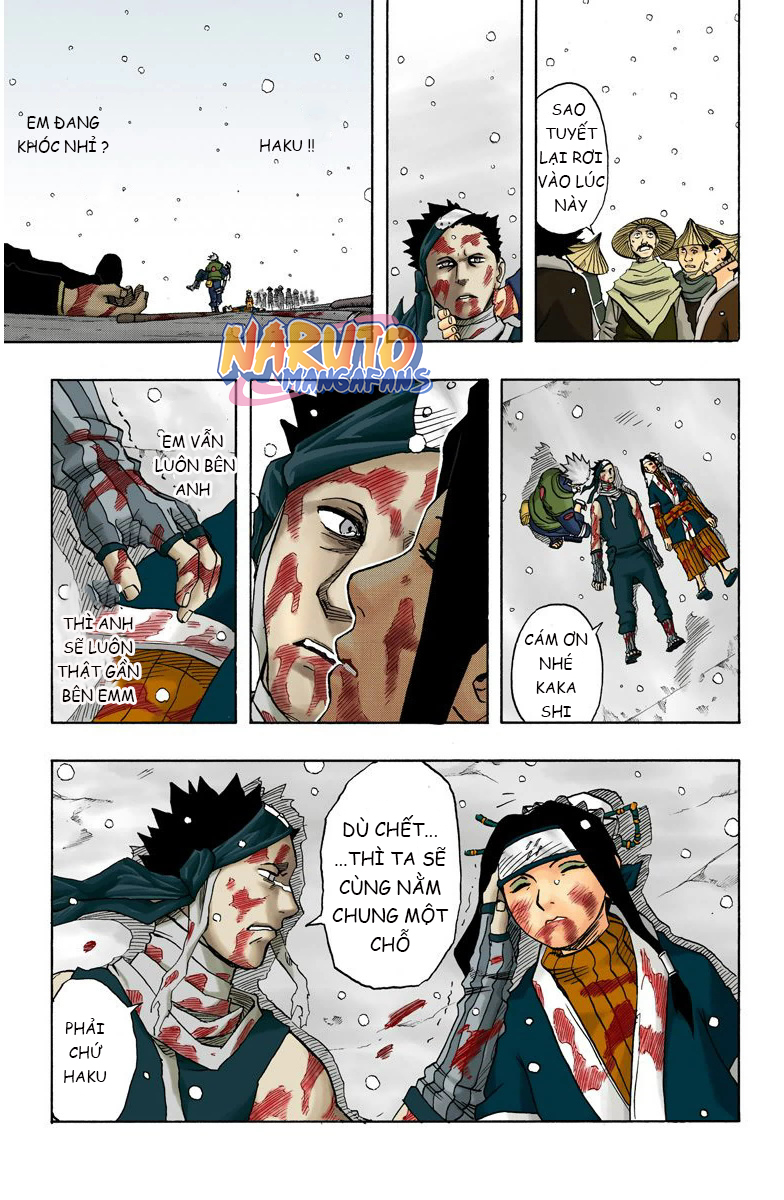 SAO
TUYẾT
LẠI RƠI
VÀO LÚC
NÀY
HAKU !!
EM ĐANG
KHÓC NHỈ ?
NARUTO
MANGAFANS
CÁM ƠN
NHÉ
KAKA
SHI
EM VẪN
LUÔN BÊN
ANH
THÌ ANH
SẼ LUÔN
THẬT GẦN
BÊN EMM
DÙ CHẾT...
...THÌ TA SẼ
CÙNG NẰM
CHUNG MỘT
CHỖ
PHẢI
CHỨ
HAKU